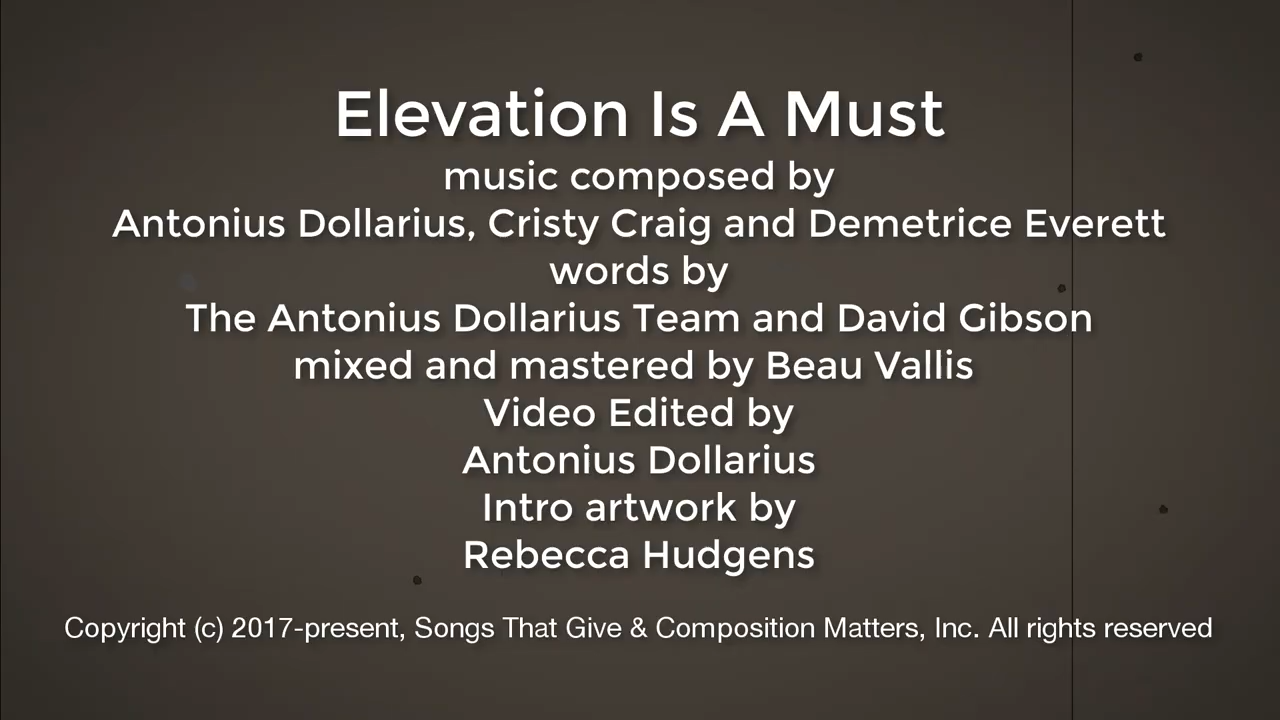 Elevation Is A Must
music composed by
Antonius Dollarius, Cristy Craig and Demetrice Everett
words by
The Antonius Dollarius Team and David Gibson
mixed and mastered by Beau Vallis
Video Edited by
Antonius Dollarius
Intro artwork by
Rebecca Hudgens
Copyright (c) 2017-present, Songs That Give & Composition Matters, Inc. All rights reserved